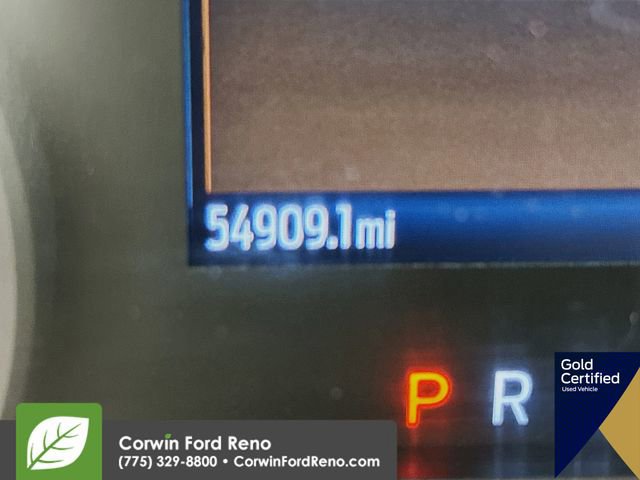 54909.1mi
P R
Gold
Certified
Used Vehicle
Corwin Ford Reno
(775) 329-8800 • CorwinFordReno.com